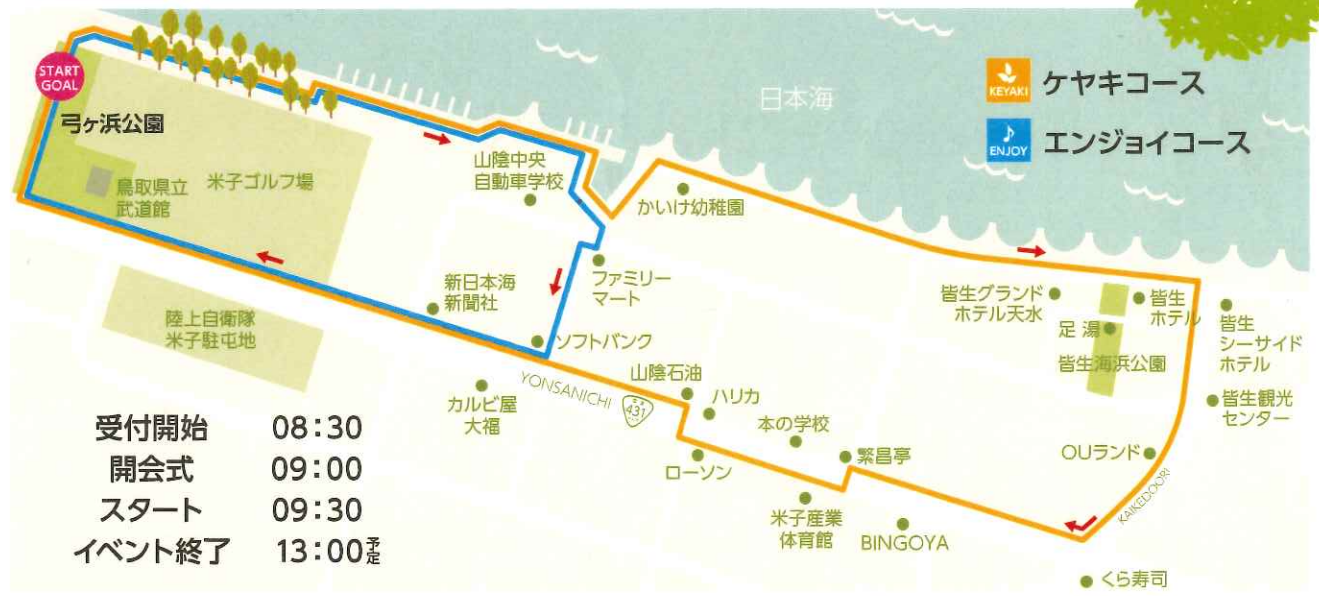 START
GOAL
弓ヶ浜公園
鳥取県立
武道館
米子ゴルフ場
山陰中央
自動車学校
日本海
KEYAKI
ケヤキコース
ENJOY
エンジョイコース
かいけ幼稚園
ファミリー
マート
新日本海
新聞社
ソフトバンク
陸上自衛隊
米子駐屯地
皆生グランド
ホテル天水
足湯
皆生海浜公園
皆生
ホテル
皆生
シーサイド
ホテル
皆生観光
センター
OUランド
KAIKEDOORI
YONSANICHI
431
カルビ屋
大福
山陰石油
ハリカ
ローソン
本の学校
繁昌亭
米子産業
体育館
BINGOYA
くら寿司
受付開始 08:30
開会式 09:00
スタート 09:30
イベント終了 13:00予定